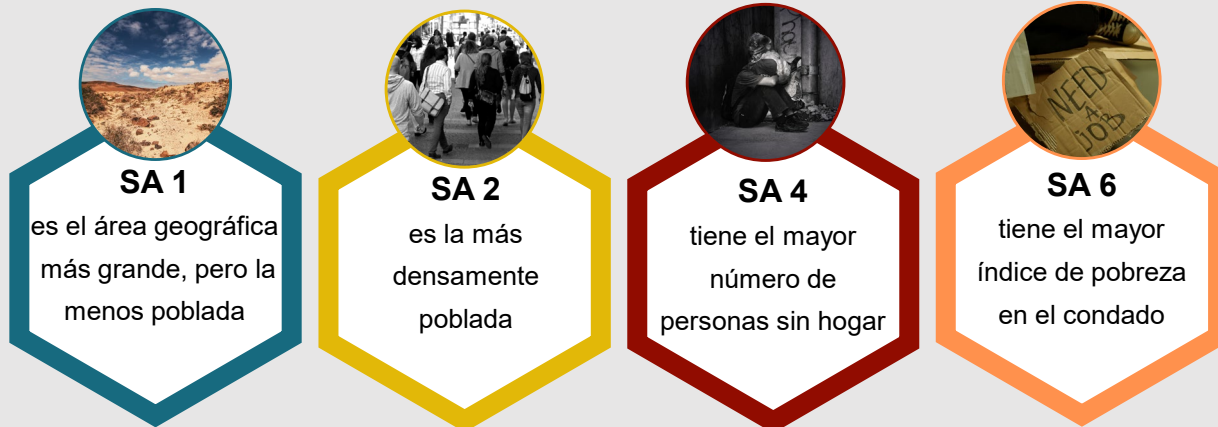 SA 1
es el área geográfica
más grande, pero la
menos poblada
SA 2
es la más
densamente
poblada
SA 4
tiene el mayor
número de
personas sin hogar
NEED
A
JOB
SA 6
tiene el mayor
índice de pobreza
en el condado